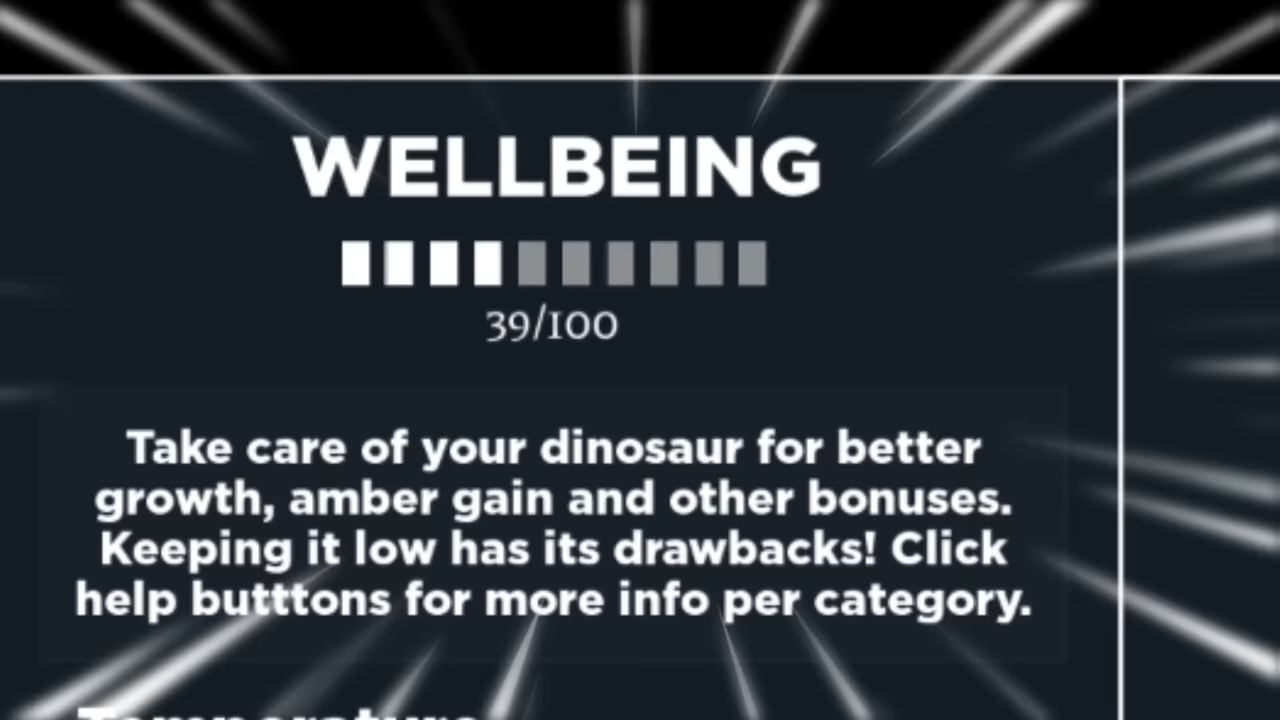 WELLBEING
39/100
Take care of your dinosaur for better
growth, amber gain and other bonuses.
Keeping it low has its drawbacks! Click
help butttons for more info per category.
Temperature